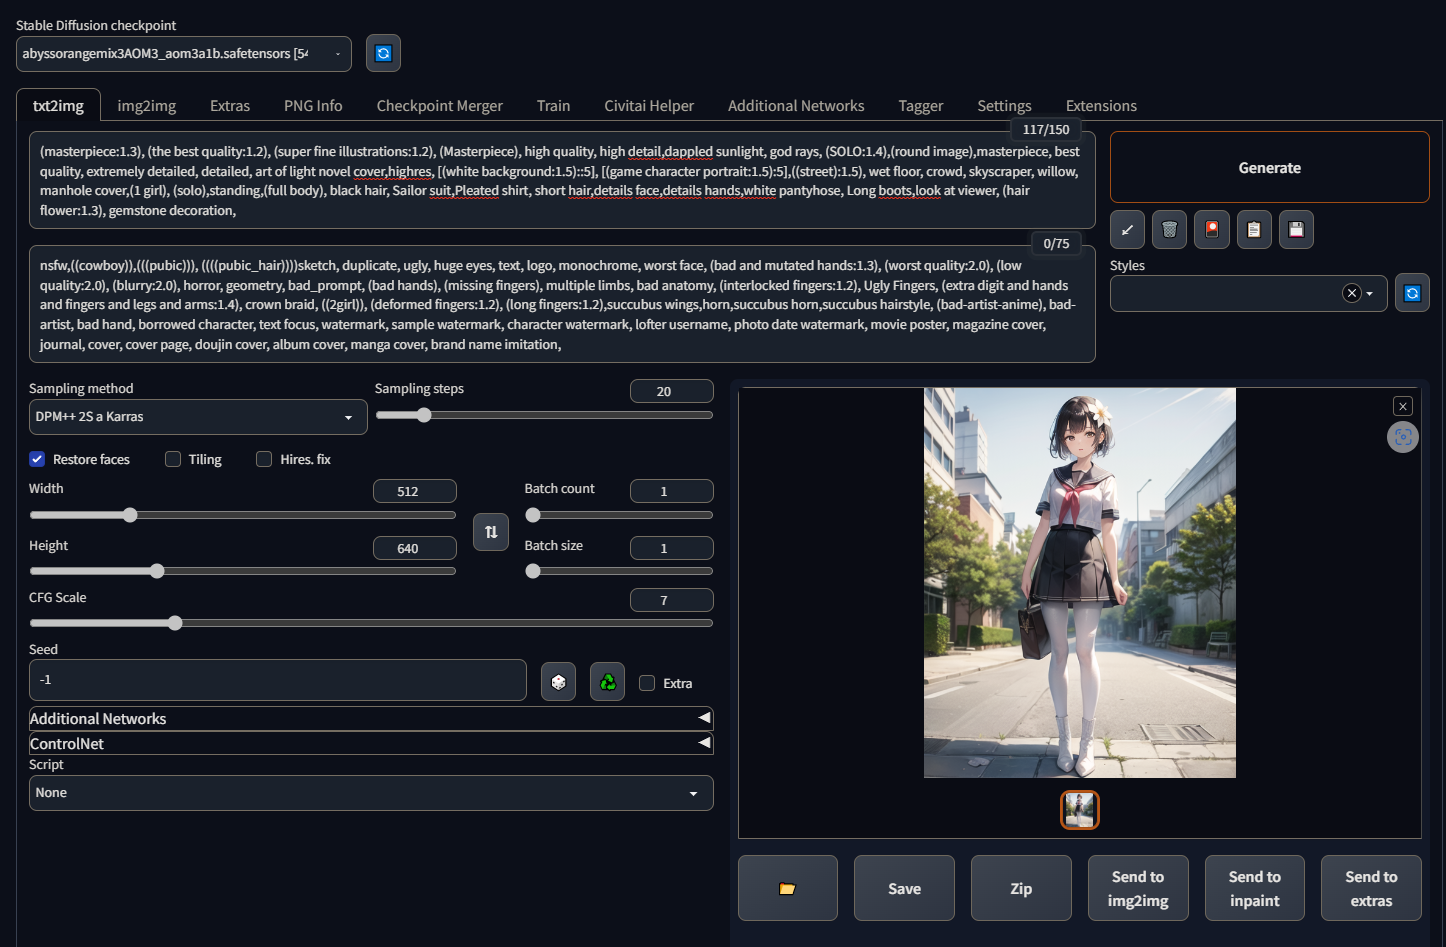 Stable Diffusion checkpoint
abyssorangemix3AOM3_aom3a1b.safetensors [54
txt2img img2img Extras PNG Info Checkpoint Merger Train Civitai Helper Additional Networks Tagger Settings Extensions
117/150
(masterpiece:1.3), (the best quality:1.2), (super fine illustrations:1.2), (Masterpiece), high quality, high detail,dappled sunlight, god rays, (SOLO:1.4),(round image),masterpiece, best
quality, extremely detailed, detailed, art of light novel cover,highres, [(white background:1.5)::5], [(game character portrait:1.5):5],((street):1.5), wet floor, crowd, skyscraper, willow,
manhole cover,(1 girl), (solo),standing,(full body), black hair, Sailor suit,Pleated shirt, short hair,details face,details hands,white pantyhose, Long boots,look at viewer, (hair
flower:1.3), gemstone decoration,
Generate
0/75
nsfw,((cowboy)),(((pubic))), ((((pubic_hair))))sketch, duplicate, ugly, huge eyes, text, logo, monochrome, worst face, (bad and mutated hands:1.3), (worst quality:2.0), (low
quality:2.0), (blurry:2.0), horror, geometry, bad_prompt, (bad hands), (missing fingers), multiple limbs, bad anatomy, (interlocked fingers:1.2), Ugly Fingers, (extra digit and hands
and fingers and legs and arms:1.4), crown braid, ((2girl)), (deformed fingers:1.2), (long fingers:1.2),succubus wings,horn,succubus horn,succubus hairstyle, (bad-artist-anime), bad-
artist, bad hand, borrowed character, text focus, watermark, sample watermark, character watermark, lofter username, photo date watermark, movie poster, magazine cover,
journal, cover, cover page, doujin cover, album cover, manga cover, brand name imitation,
Styles
Sampling method
DPM++ 2S a Karras
Sampling steps
20
Restore faces Tiling Hires. fix
Width
512
Batch count
1
Height
640
Batch size
1
CFG Scale
7
Seed
-1
Extra
Additional Networks
ControlNet
Script
None
Save
Zip
Send to
img2img
Send to
inpaint
Send to
extras